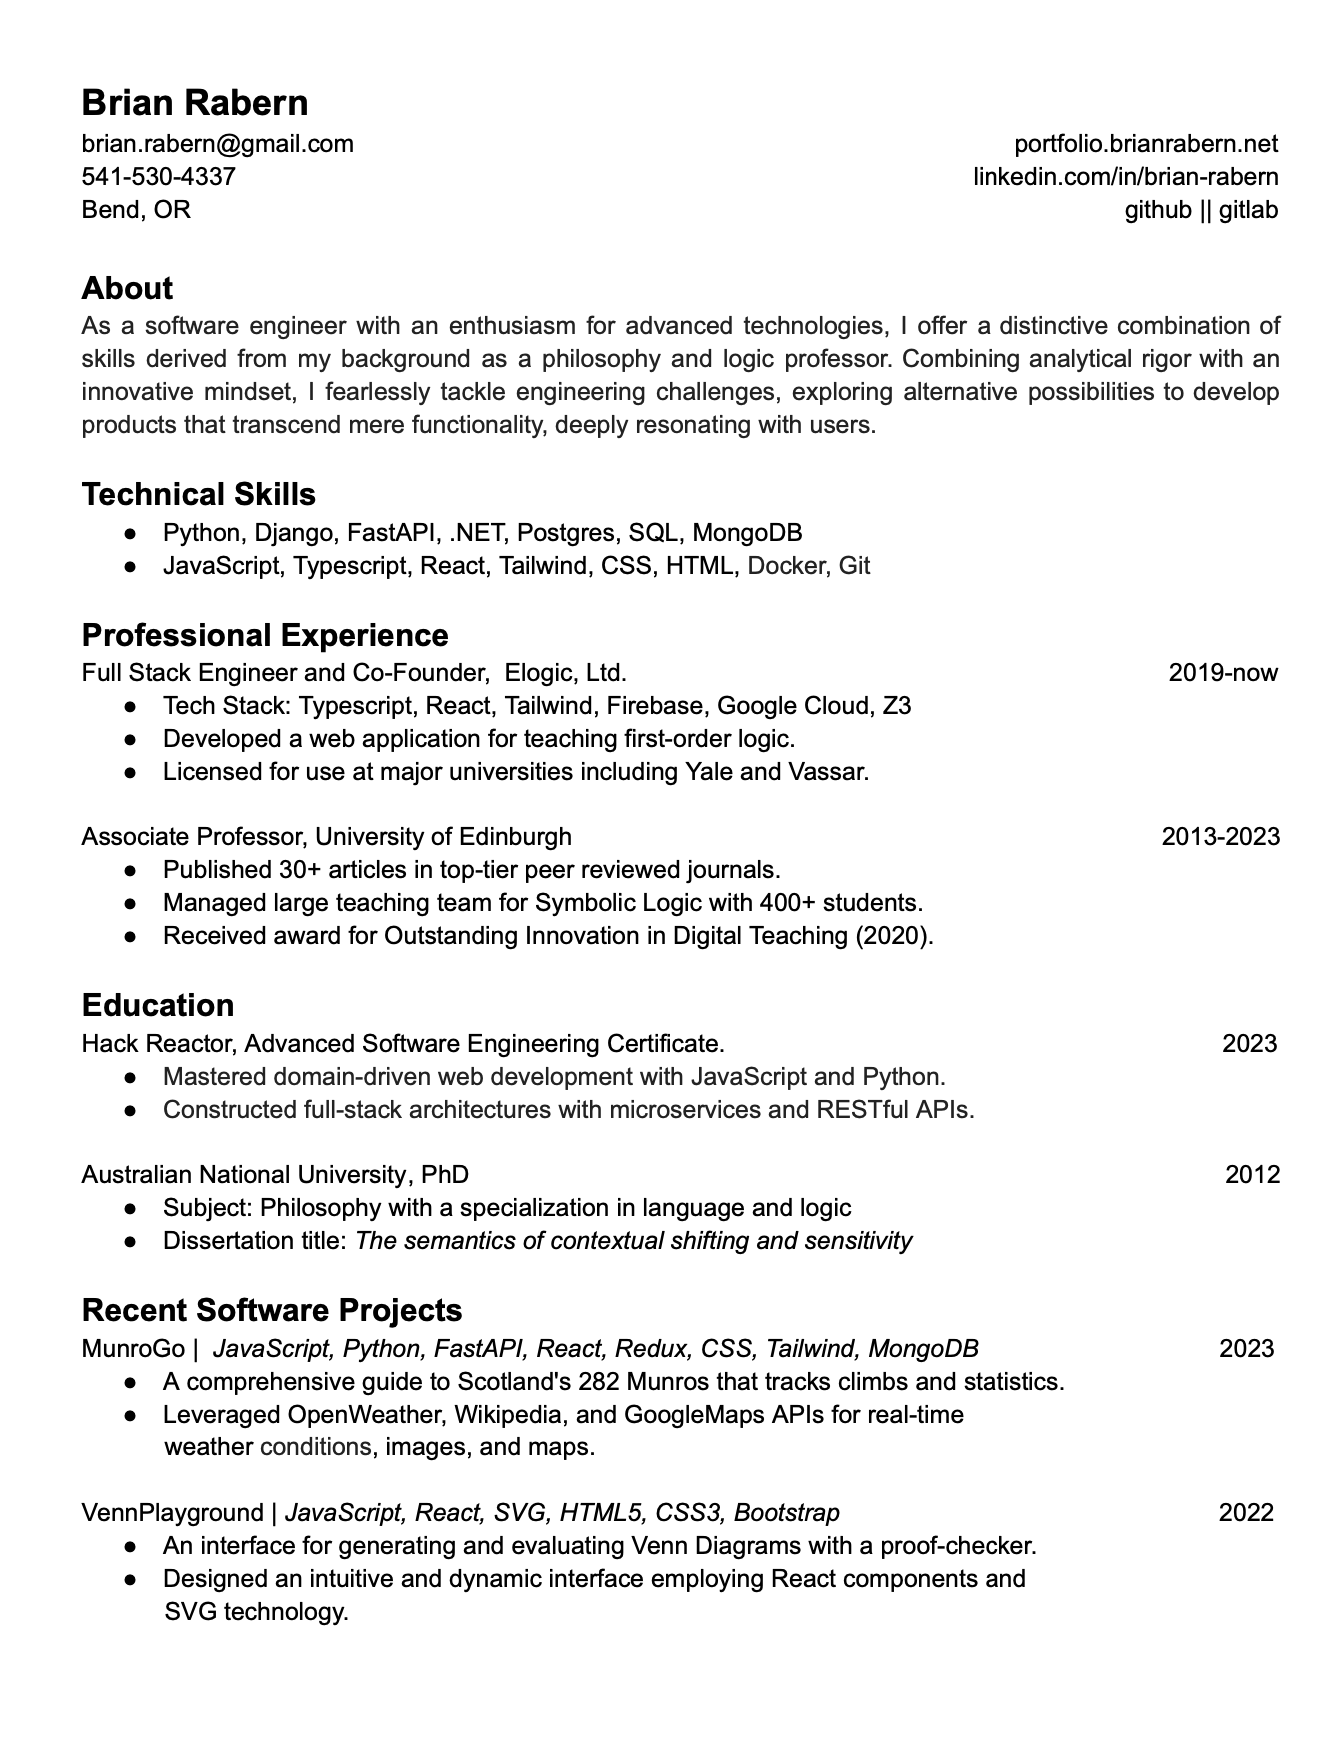 Brian Rabern
brian.rabern@gmail.com portfolio.brianrabern.net
541-530-4337 linkedin.com/in/brian-rabern
Bend, OR github || gitlab
About
As a software engineer with an enthusiasm for advanced technologies, I offer a distinctive combination of
skills derived from my background as a philosophy and logic professor. Combining analytical rigor with an
innovative mindset, I fearlessly tackle engineering challenges, exploring alternative possibilities to develop
products that transcend mere functionality, deeply resonating with users.
Technical Skills
● Python, Django, FastAPI, .NET, Postgres, SQL, MongoDB
● JavaScript, Typescript, React, Tailwind, CSS, HTML, Docker, Git
Professional Experience
Full Stack Engineer and Co-Founder, Elogic, Ltd. 2019-now
● Tech Stack: Typescript, React, Tailwind, Firebase, Google Cloud, Z3
● Developed a web application for teaching first-order logic.
● Licensed for use at major universities including Yale and Vassar.
Associate Professor, University of Edinburgh 2013-2023
● Published 30+ articles in top-tier peer reviewed journals.
● Managed large teaching team for Symbolic Logic with 400+ students.
● Received award for Outstanding Innovation in Digital Teaching (2020).
Education
Hack Reactor, Advanced Software Engineering Certificate. 2023
● Mastered domain-driven web development with JavaScript and Python.
● Constructed full-stack architectures with microservices and RESTful APIs.
Australian National University, PhD 2012
● Subject: Philosophy with a specialization in language and logic
● Dissertation title: The semantics of contextual shifting and sensitivity
Recent Software Projects
MunroGo | JavaScript, Python, FastAPI, React, Redux, CSS, Tailwind, MongoDB 2023
● A comprehensive guide to Scotland's 282 Munros that tracks climbs and statistics.
● Leveraged OpenWeather, Wikipedia, and GoogleMaps APIs for real-time
weather conditions, images, and maps.
VennPlayground | JavaScript, React, SVG, HTML5, CSS3, Bootstrap 2022
● An interface for generating and evaluating Venn Diagrams with a proof-checker.
● Designed an intuitive and dynamic interface employing React components and
SVG technology.